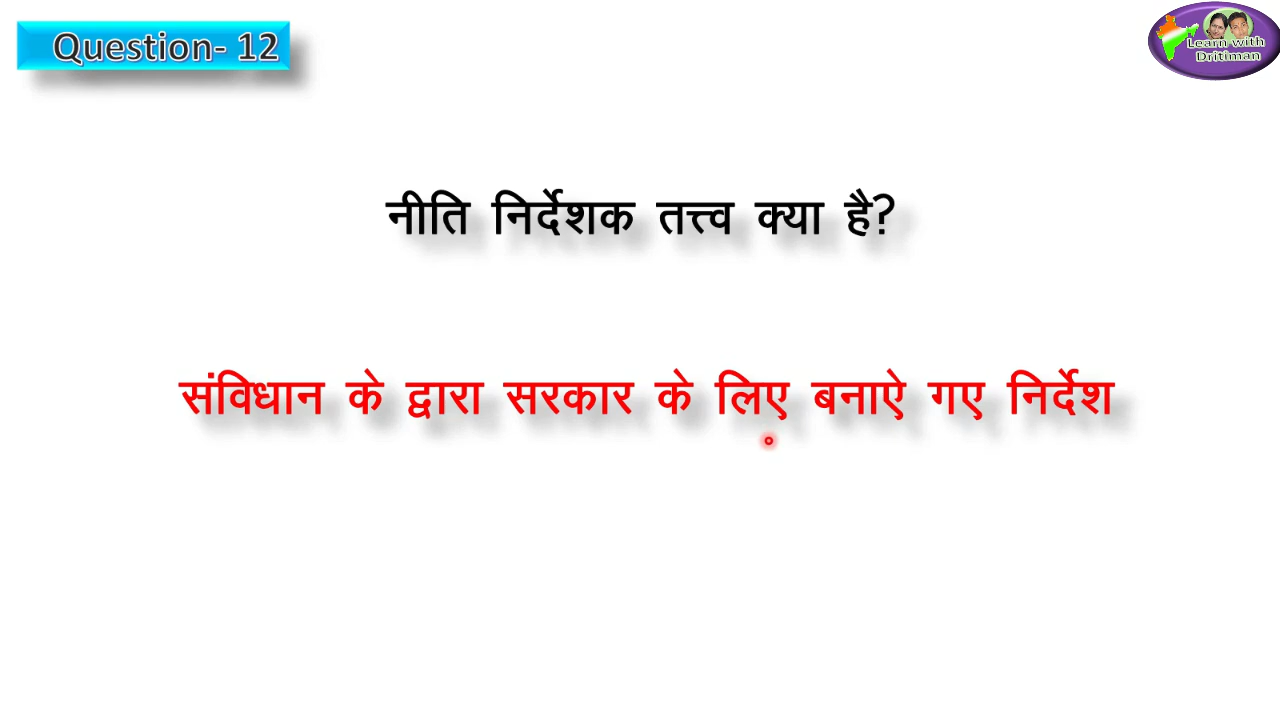 Question- 12
Learn with
Dritiman
नीति निर्देशक तत्त्व क्या है?
संविधान के द्वारा सरकार के लिए बनाऐ गए निर्देश